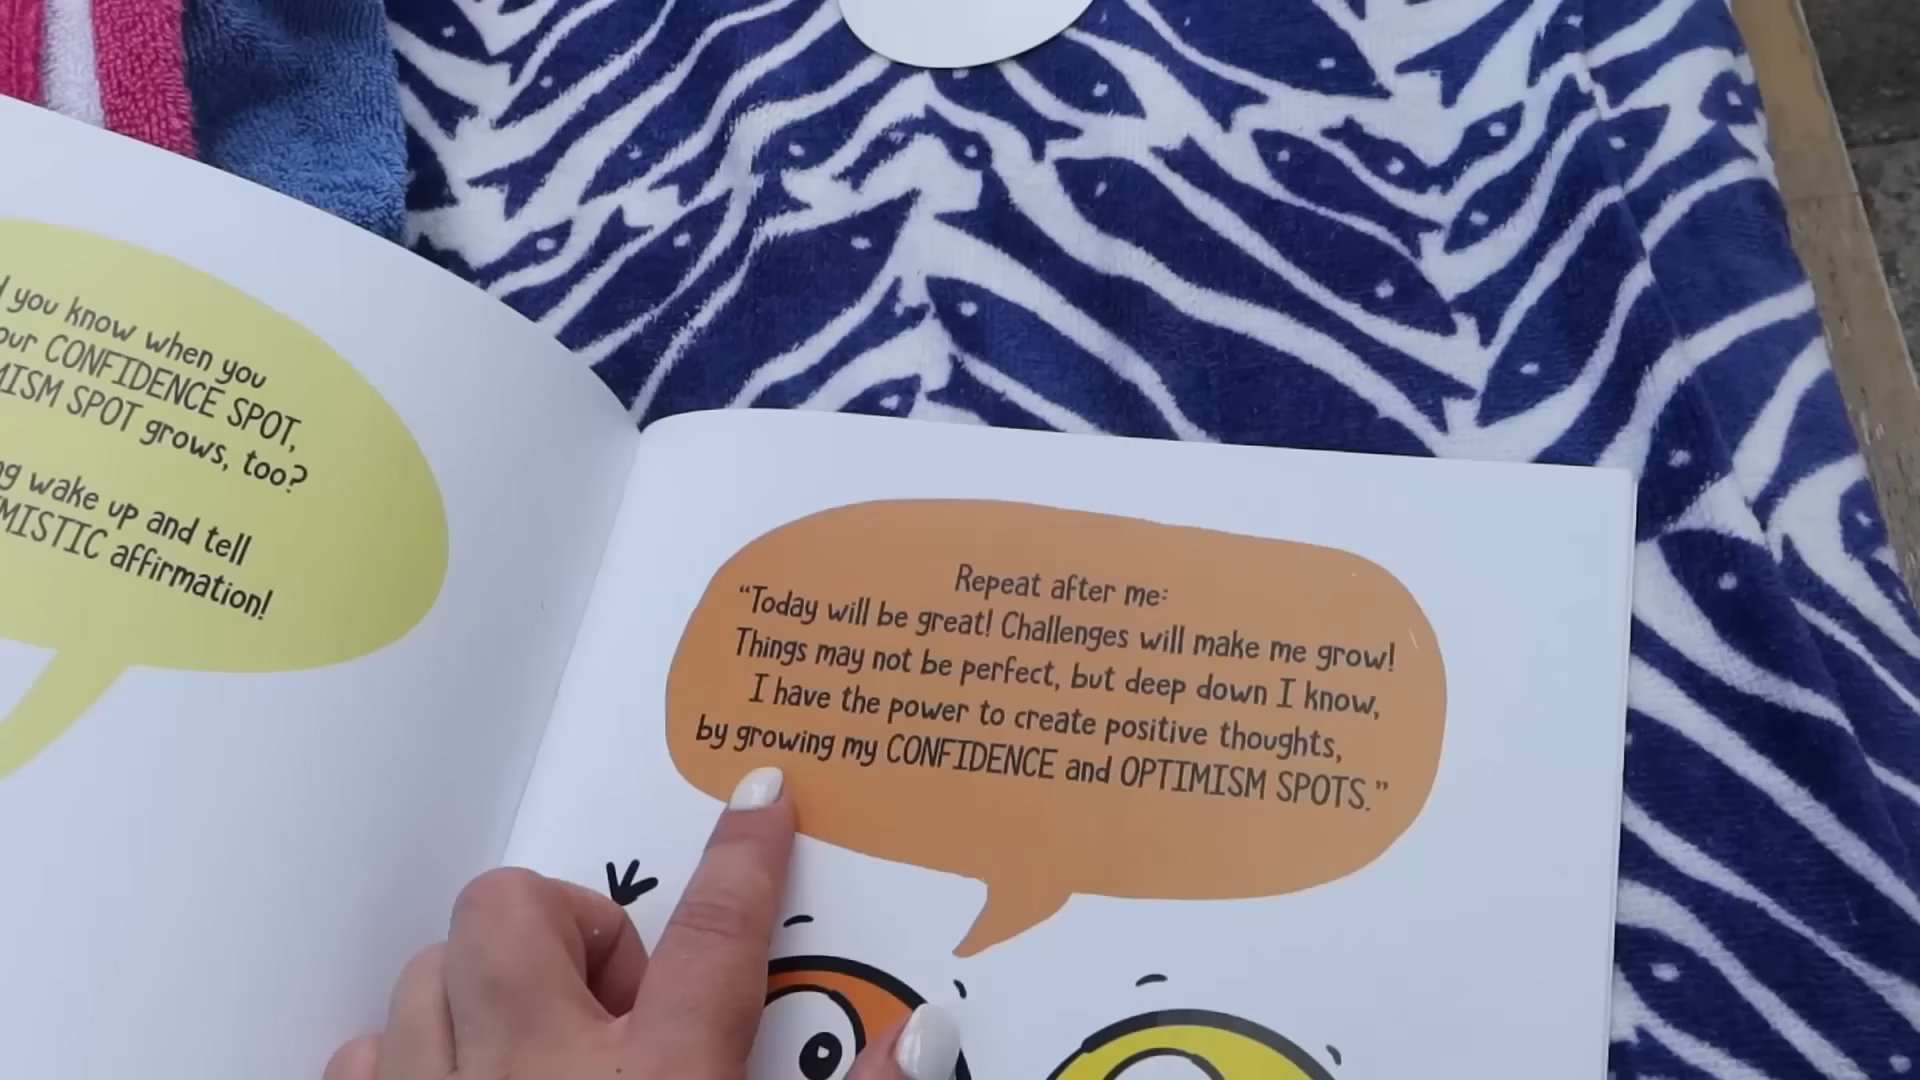 you know when you
our CONFIDENCE SPOT,
SPOT grows, too?
wake up and tell
affirmation!
Repeat after me:
"Today will be great! Challenges will make me grow!
Things may not be perfect, but deep down I know,
I have the power to create positive thoughts,
by growing my CONFIDENCE and OPTIMISM SPOTS."